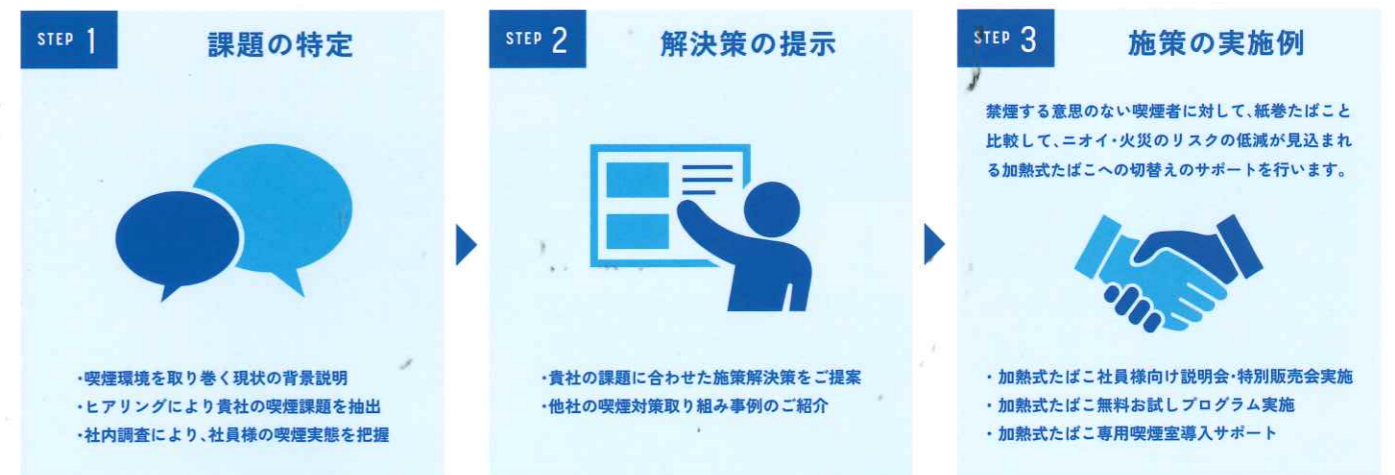 STEP 1
課題の特定
・喫煙環境を取り巻く現状の背景説明
・ヒアリングにより貴社の喫煙課題を抽出
・社内調査により、社員様の喫煙実態を把握
STEP 2
解決策の提示
・貴社の課題に合わせた施策解決策をご提案
・他社の喫煙対策取り組み事例のご紹介
STEP 3
施策の実施例
禁煙する意思のない喫煙者に対して、紙巻たばこと
比較して、ニオイ・火災のリスクの低減が見込まれ
る加熱式たばこへの切替えのサポートを行います。
・加熱式たばこ社員様向け説明会・特別販売会実施
・加熱式たばこ無料お試しプログラム実施
・加熱式たばこ専用喫煙室導入サポート